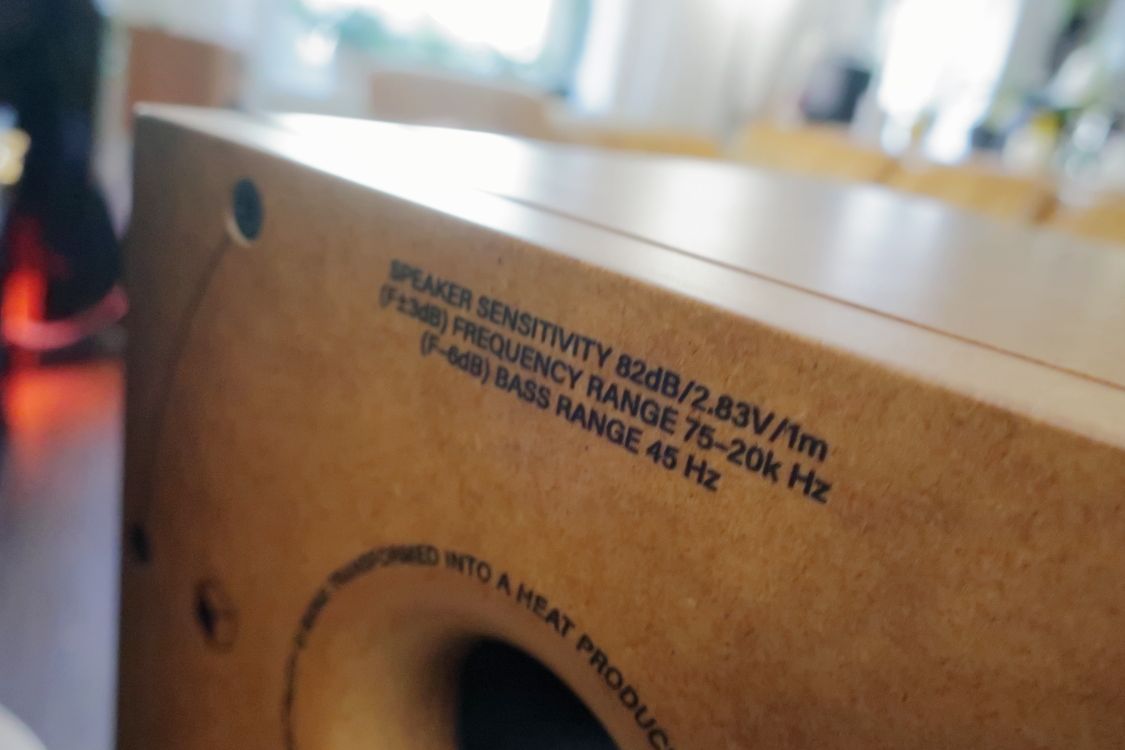 SPEAKER SENSITIVITY 82dB/2.83V/1m
(F±3dB) FREQUENCY RANGE 75–20k Hz
(F–6dB) BASS RANGE 45 Hz
TRANSFORMED INTO A HEAT PRODUC